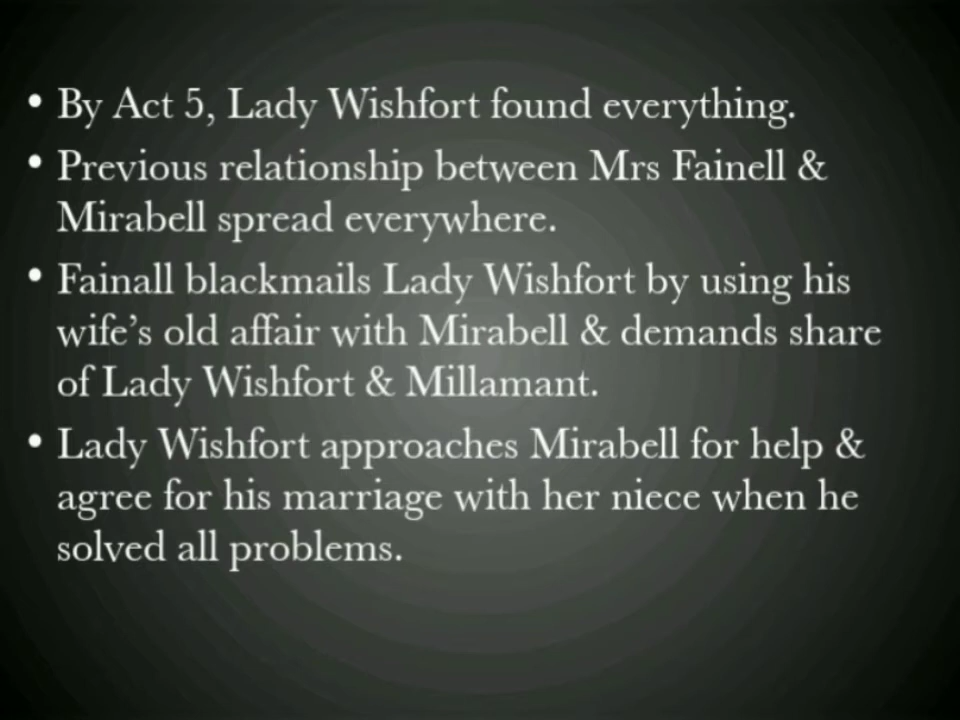 • By Act 5, Lady Wishfort found everything.
• Previous relationship between Mrs Fainell &
Mirabell spread everywhere.
• Fainall blackmails Lady Wishfort by using his
wife's old affair with Mirabell & demands share
of Lady Wishfort & Millamant.
• Lady Wishfort approaches Mirabell for help &
agree for his marriage with her niece when he
solved all problems.